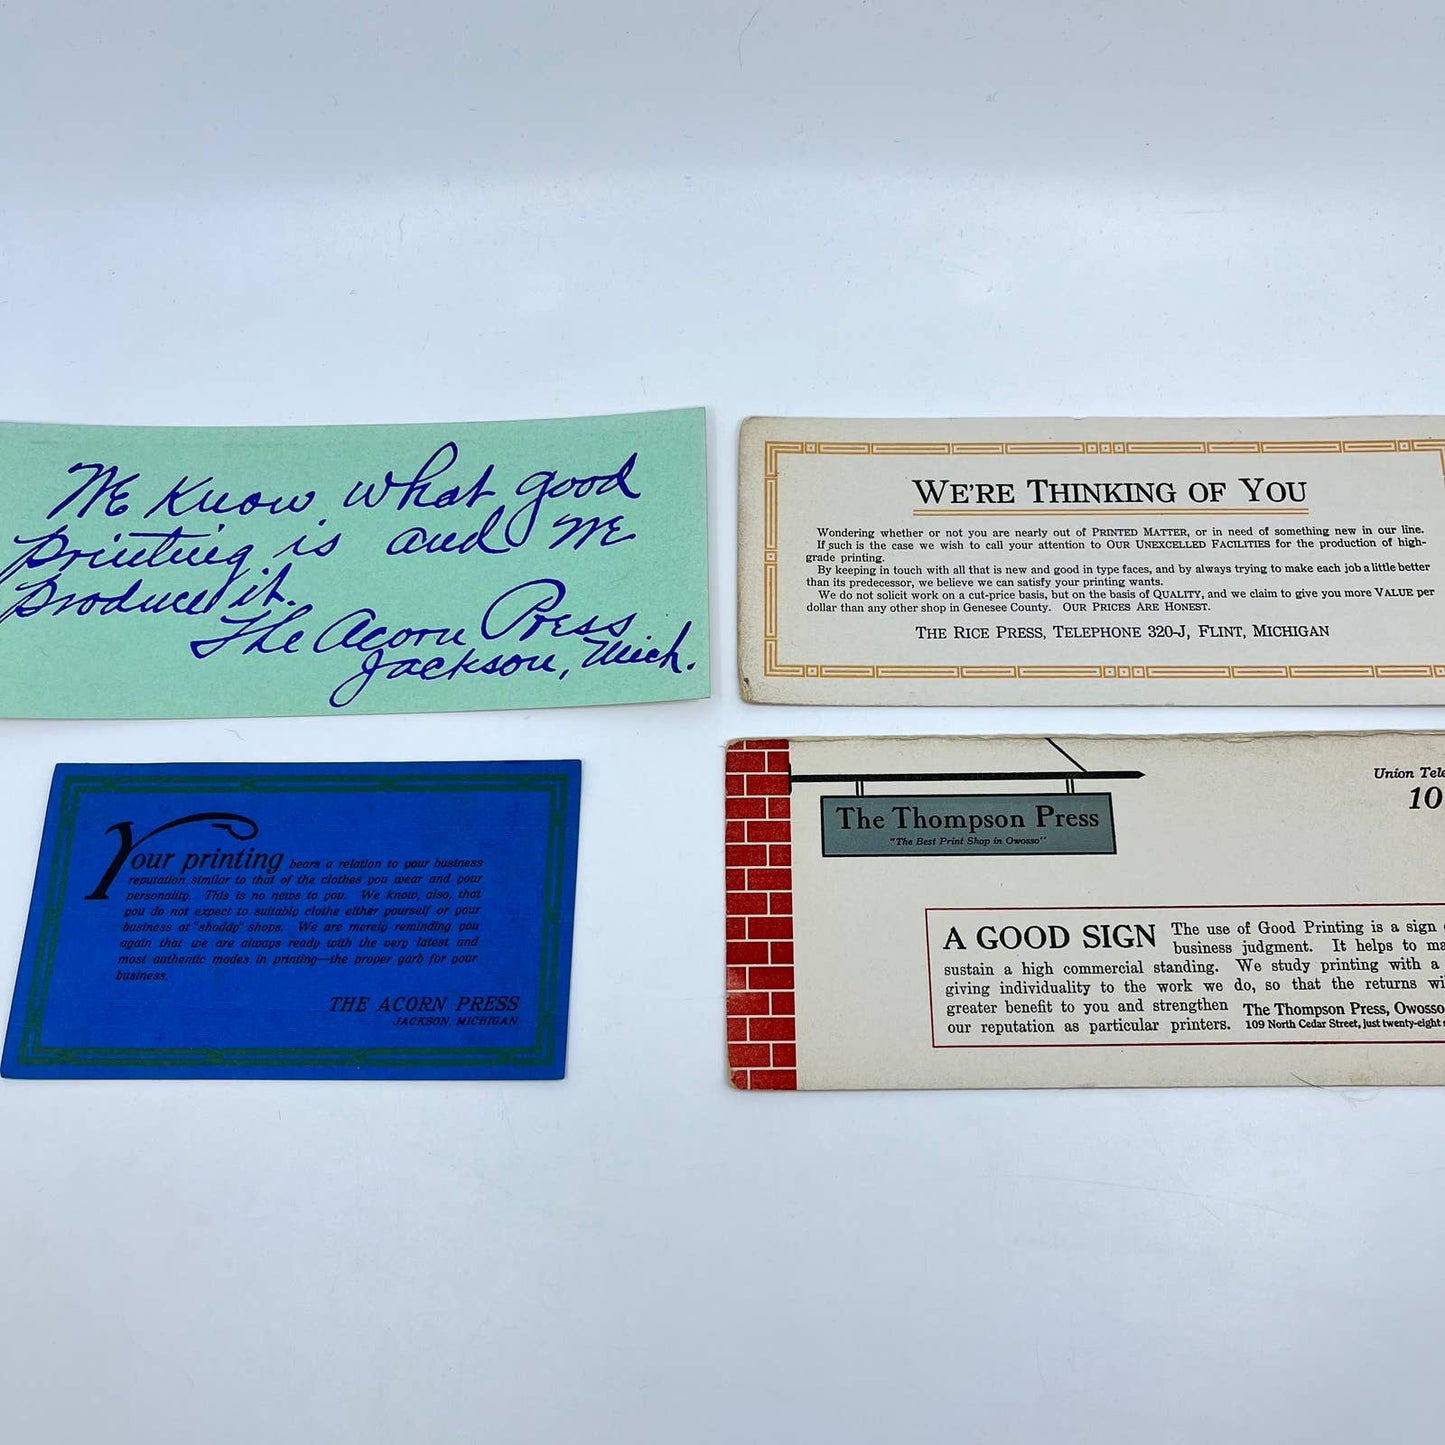 We know what good
printing is and we
produce it.
The Acorn Press
Jackson, Mich.
WE'RE THINKING OF YOU
Wondering whether or not you are nearly out of PRINTED MATTER, or in need of something new in our line.
If such is the case we wish to call your attention to OUR UNEXCELLED FACILITIES for the production of high-
grade printing.
By keeping in touch with all that is new and good in type faces, and by always trying to make each job a little better
than its predecessor, we believe we can satisfy your printing wants.
We do not solicit work on a cut-price basis, but on the basis of QUALITY, and we claim to give you more VALUE per
dollar than any other shop in Genesee County. OUR PRICES ARE HONEST.
THE RICE PRESS, TELEPHONE 320-J, FLINT, MICHIGAN
Your printing bears a relation to your business
reputation similar to that of the clothes you wear and your
personality. This is no news to you. We know, also, that
you do not expect to suitably clothe either yourself or your
business at "shoddy" shops. We are merely reminding you
again that we are always ready with the very latest and
most authentic modes in printing—the proper garb for your
business.
THE ACORN PRESS
JACKSON, MICHIGAN
Union Tele
10
The Thompson Press
"The Best Print Shop in Owosso"
A GOOD SIGN The use of Good Printing is a sign
business judgment. It helps to ma
sustain a high commercial standing. We study printing with a
giving individuality to the work we do, so that the returns wi
greater benefit to you and strengthen The Thompson Press, Owosso
our reputation as particular printers. 109 North Cedar Street, just twenty-eight